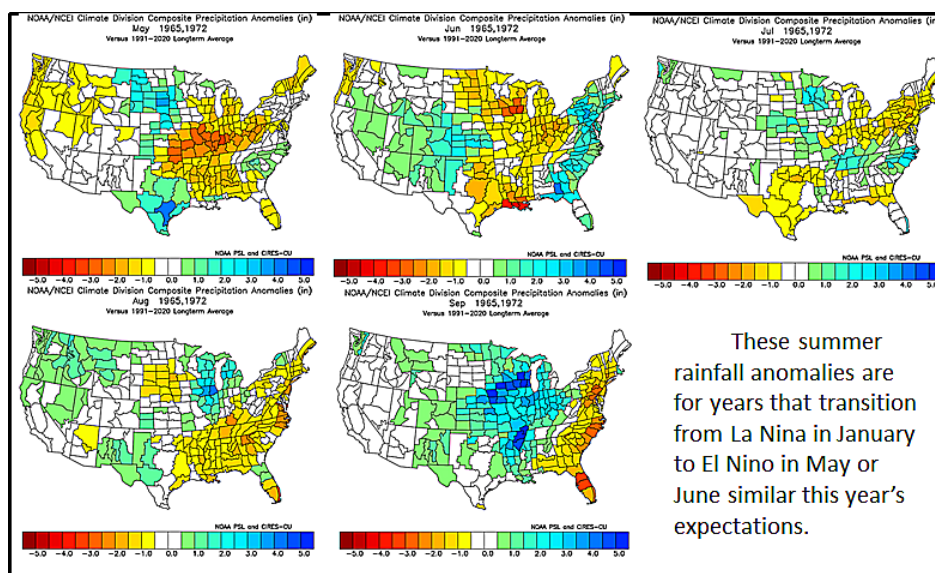 NOAA/NCEI Climate Division Composite Precipitation Anomalies (in)
May 1965,1972
Versus 1991-2020 Longterm Average
NOAA PSL and CIRES-CU
-5.0 -4.0 -3.0 -2.0 -1.0 0.0 1.0 2.0 3.0 4.0 5.0
NOAA/NCEI Climate Division Composite Precipitation Anomalies (in)
Jun 1965,1972
Versus 1991-2020 Longterm Average
NOAA PSL and CIRES-CU
-5.0 -4.0 -3.0 -2.0 -1.0 0.0 1.0 2.0 3.0 4.0 5.0
NOAA/NCEI Climate Division Composite Precipitation Anomalies (in)
Jul 1965,1972
Versus 1991-2020 Longterm Average
NOAA PSL and CIRES-CU
-5.0 -4.0 -3.0 -2.0 -1.0 0.0 1.0 2.0 3.0 4.0 5.0
NOAA/NCEI Climate Division Composite Precipitation Anomalies (in)
Aug 1965,1972
Versus 1991-2020 Longterm Average
NOAA PSL and CIRES-CU
-5.0 -4.0 -3.0 -2.0 -1.0 0.0 1.0 2.0 3.0 4.0 5.0
NOAA/NCEI Climate Division Composite Precipitation Anomalies (in)
Sep 1965,1972
Versus 1991-2020 Longterm Average
NOAA PSL and CIRES-CU
-5.0 -4.0 -3.0 -2.0 -1.0 0.0 1.0 2.0 3.0 4.0 5.0
These summer
rainfall anomalies are
for years that transition
from La Nina in January
to El Nino in May or
June similar this year's
expectations.